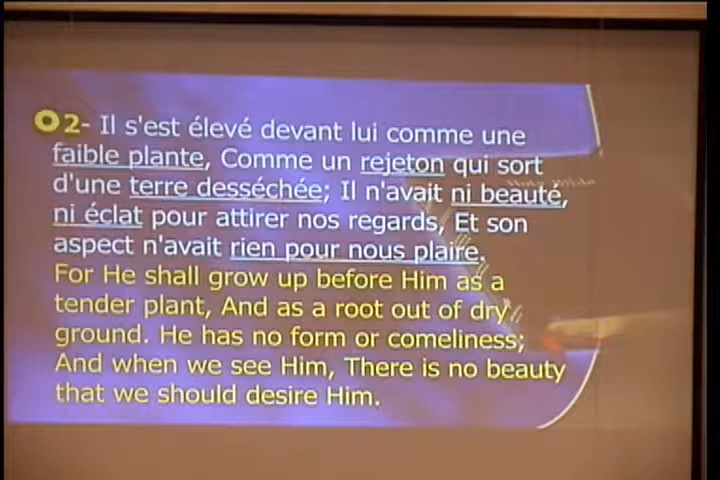 2- Il s'est élevé devant lui comme une
faible plante, Comme un rejeton qui sort
d'une terre desséchée; Il n'avait ni beauté,
ni éclat pour attirer nos regards, Et son
aspect n'avait rien pour nous plaire.
For He shall grow up before Him as a
tender plant, And as a root out of dry
ground. He has no form or comeliness;
And when we see Him, There is no beauty
that we should desire Him.